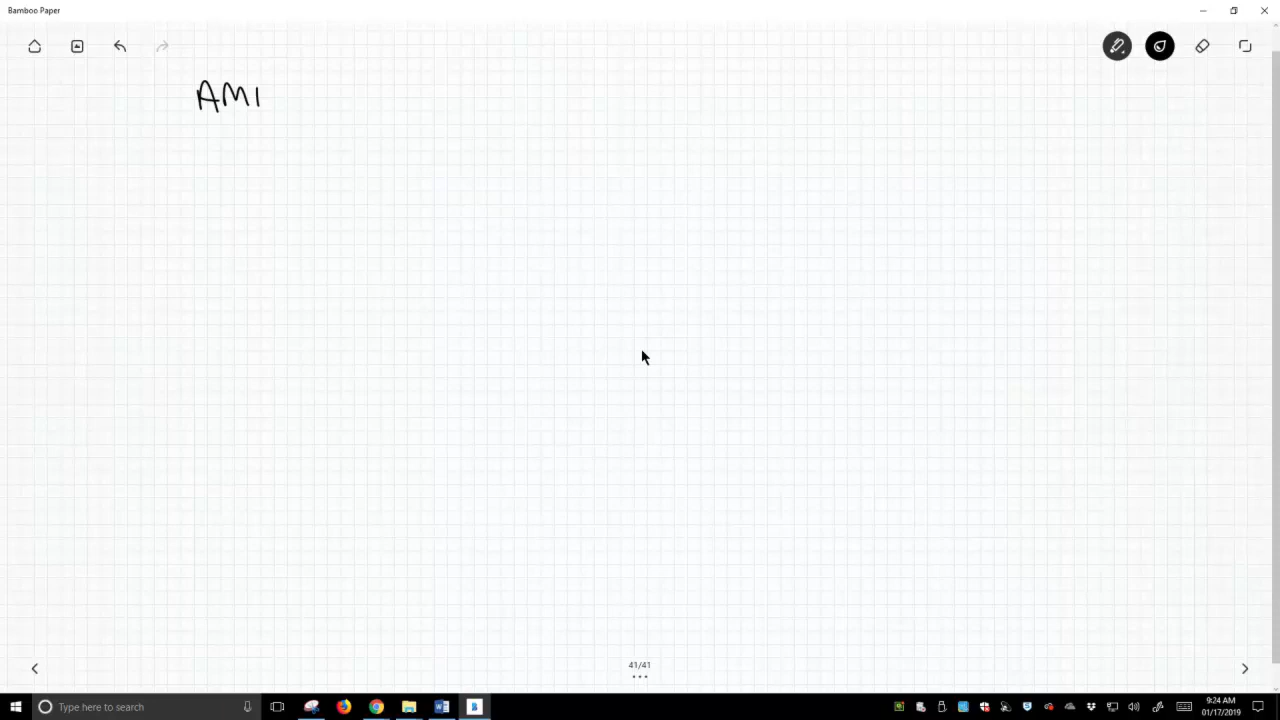 Bamboo Paper
AMI
41/41
Type here to search
9:24 AM
01/17/2019